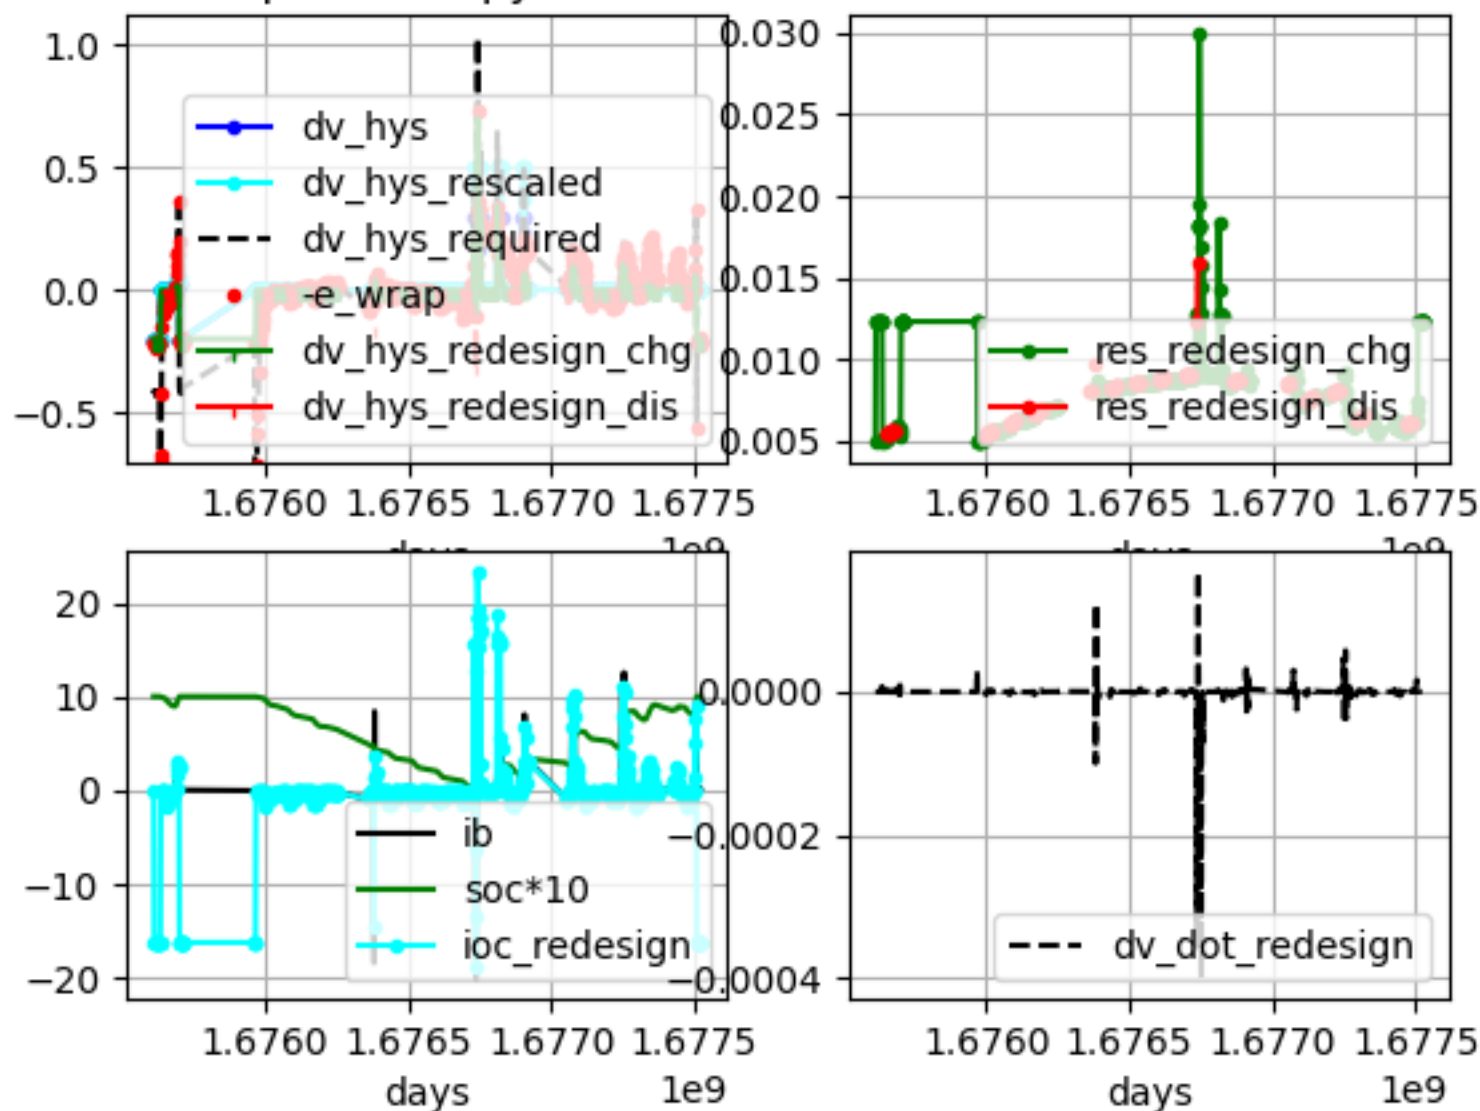 1.0
0.5
0.0
−0.5
dv_hys
dv_hys_rescaled
dv_hys_required
-e_wrap
dv_hys_redesign_chg
dv_hys_redesign_dis
1.6760 1.6765 1.6770 1.6775
days 1e9
0.030
0.025
0.020
0.015
0.010
0.005
res_redesign_chg
res_redesign_dis
1.6760 1.6765 1.6770 1.6775
days 1e9
20
10
0
−10
−20
ib
soc*10
ioc_redesign
1.6760 1.6765 1.6770 1.6775
days 1e9
0.0000
−0.0002
−0.0004
dv_dot_redesign
1.6760 1.6765 1.6770 1.6775
days 1e9